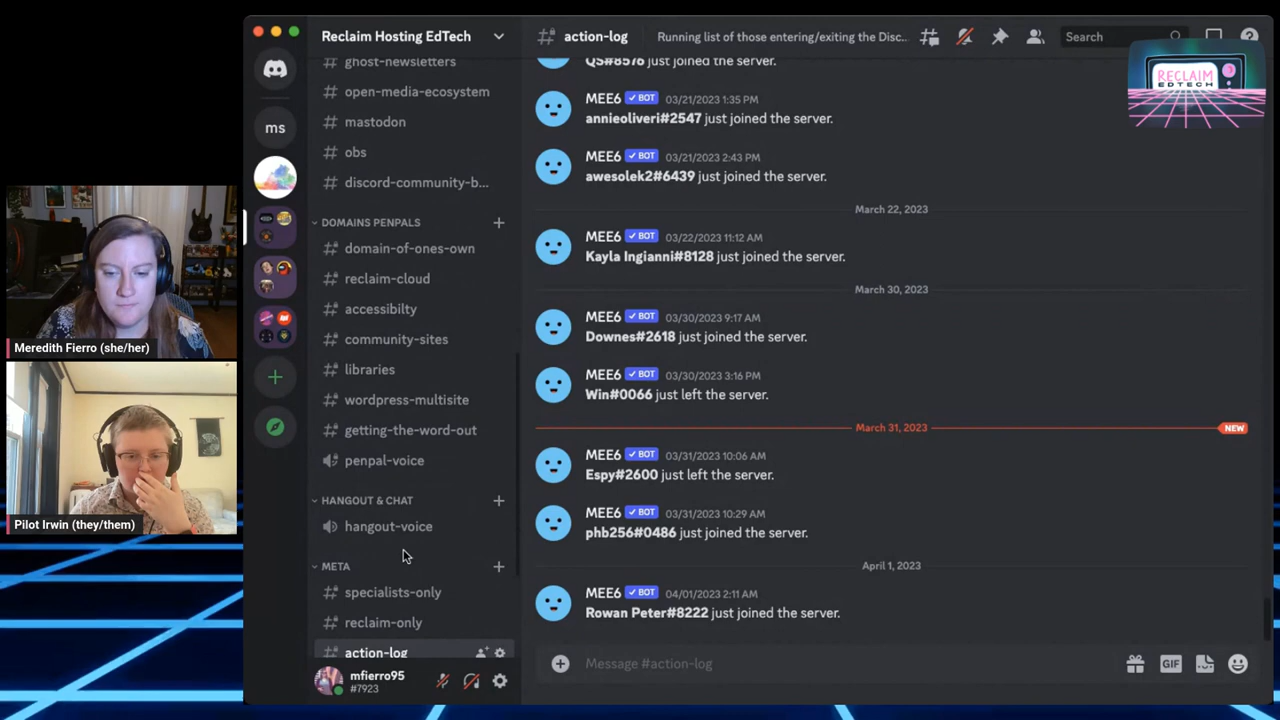 Reclaim Hosting EdTech
action-log
Running list of those entering/exiting the Disc..
Search
RECLAIM
EDTECH
ms
ghost-newsletters
open-media-ecosystem
mastodon
obs
discord-community-b...
DOMAINS PENPALS
domain-of-ones-own
reclaim-cloud
accessibilty
community-sites
libraries
wordpress-multisite
getting-the-word-out
penpal-voice
HANGOUT & CHAT
hangout-voice
META
specialists-only
reclaim-only
action-log
mfierro95
#7923
QS#8576 just joined the server.
MEE6 ✓ BOT 03/21/2023 1:35 PM
annieoliveri#2547 just joined the server.
MEE6 ✓ BOT 03/21/2023 2:43 PM
awesolek2#6439 just joined the server.
March 22, 2023
MEE6 ✓ BOT 03/22/2023 11:12 AM
Kayla Ingianni#8128 just joined the server.
March 30, 2023
MEE6 ✓ BOT 03/30/2023 9:17 AM
Downes#2618 just joined the server.
MEE6 ✓ BOT 03/30/2023 3:16 PM
Win#0066 just left the server.
March 31, 2023 NEW
MEE6 ✓ BOT 03/31/2023 10:06 AM
Espy#2600 just left the server.
MEE6 ✓ BOT 03/31/2023 10:29 AM
phb256#0486 just joined the server.
April 1, 2023
MEE6 ✓ BOT 04/01/2023 2:11 AM
Rowan Peter#8222 just joined the server.
Message #action-log
GIF
Meredith Fierro (she/her)
Pilot Irwin (they/them)